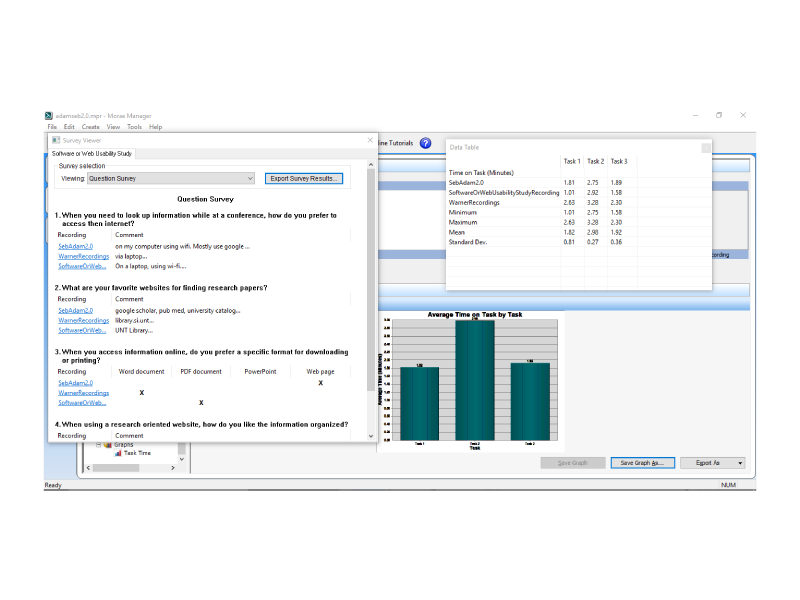 adamseb2.0.mpr - Morae Manager
File Edit Create View Tools Help
Survey Viewer
Software or Web Usability Study
Survey selection
Viewing: Question Survey
Export Survey Results...
Question Survey
1. When you need to look up information while at a conference, how do you prefer to
access then internet?
Recording Comment
SebAdam2.0 on my computer using wifi. Mostly use google ...
WarnerRecordings via laptop...
SoftwareOrWeb... On a laptop, using wi-fi....
2. What are your favorite websites for finding research papers?
Recording Comment
SebAdam2.0 google scholar, pub med, university catalog...
WarnerRecordings library.si.unt...
SoftwareOrWeb... UNT Library...
3. When you access information online, do you prefer a specific format for downloading
or printing?
Recording Word document PDF document PowerPoint Web page
SebAdam2.0 X
WarnerRecordings X
SoftwareOrWeb... X
4. When using a research oriented website, how do you like the information organized?
Recording Comment
Graphs
Task Time
Ready
ine Tutorials
Data Table
Task 1 Task 2 Task 3
Time on Task (Minutes)
SebAdam2.0 1.81 2.75 1.89
SoftwareOrWebUsabilityStudyRecording 1.01 2.92 1.58
WarnerRecordings 2.63 3.28 2.30
Minimum 1.01 2.75 1.58
Maximum 2.63 3.28 2.30
Mean 1.82 2.98 1.92
Standard Dev. 0.81 0.27 0.36
ording
Average Time on Task by Task
Average Time (Minutes)
Task 1 Task 2 Task 3
Task
Save Graph
Save Graph As...
Export As
NUM